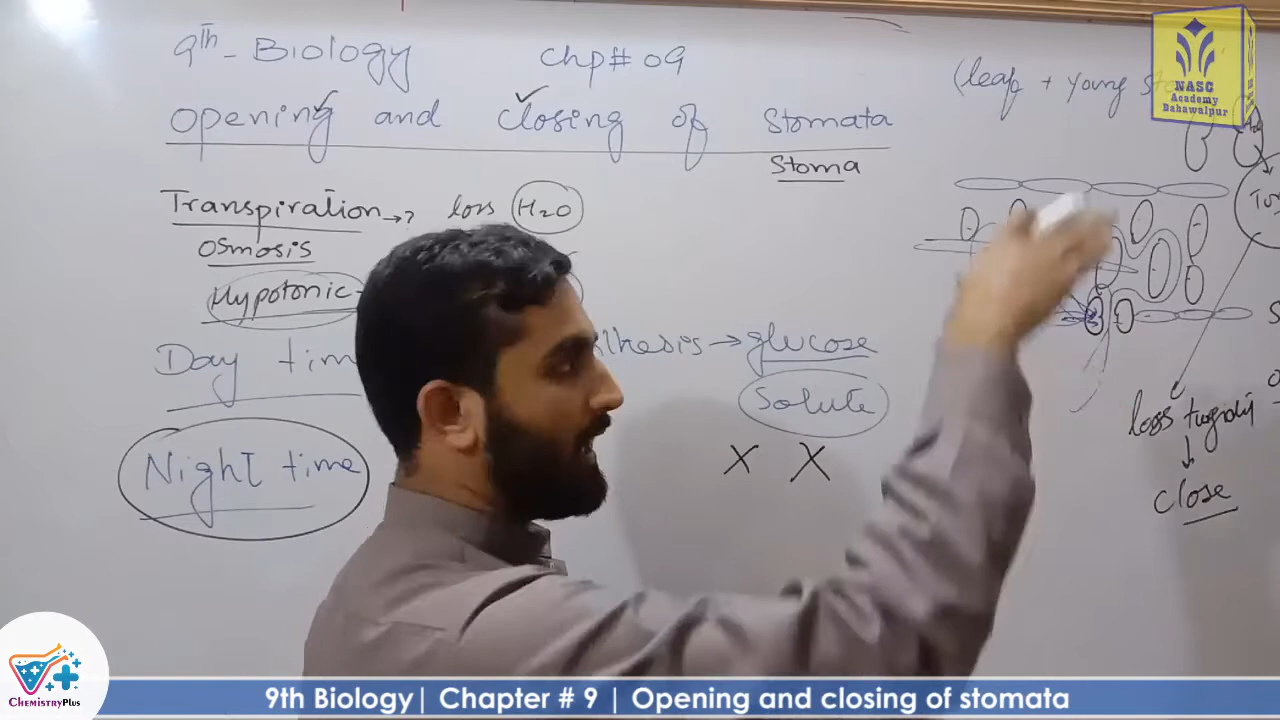 9th - Biology Chp# 09
Opening and closing of Stomata
Stoma
Transpiration → ? loss H2O
Osmosis
Hypotonic
Day tim
thesis → glucose
Solute
X X
Night time
(leaf + young
loss turgidity
↓
close
NASC
Academy
Bahawalpur
CHEMISTRYPLUS
9th Biology| Chapter # 9 | Opening and closing of stomata